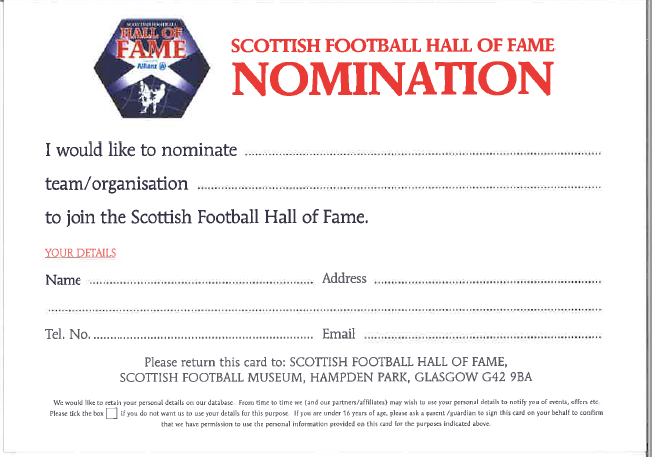 SCOTTISH FOOTBALL
HALL OF
FAME
Allianz
SCOTTISH FOOTBALL HALL OF FAME
NOMINATION
I would like to nominate
team/organisation
to join the Scottish Football Hall of Fame.
YOUR DETAILS
Name Address
Tel. No. Email
Please return this card to: SCOTTISH FOOTBALL HALL OF FAME,
SCOTTISH FOOTBALL MUSEUM, HAMPDEN PARK, GLASGOW G42 9BA
We would like to retain your personal details on our database. From time to time we (and our partners/affiliates) may wish to use your personal details to notify you of events, offers etc.
Please tick the box if you do not want us to use your details for this purpose. If you are under 16 years of age, please ask a parent /guardian to sign this card on your behalf to confirm
that we have permission to use the personal information provided on this card for the purposes indicated above.